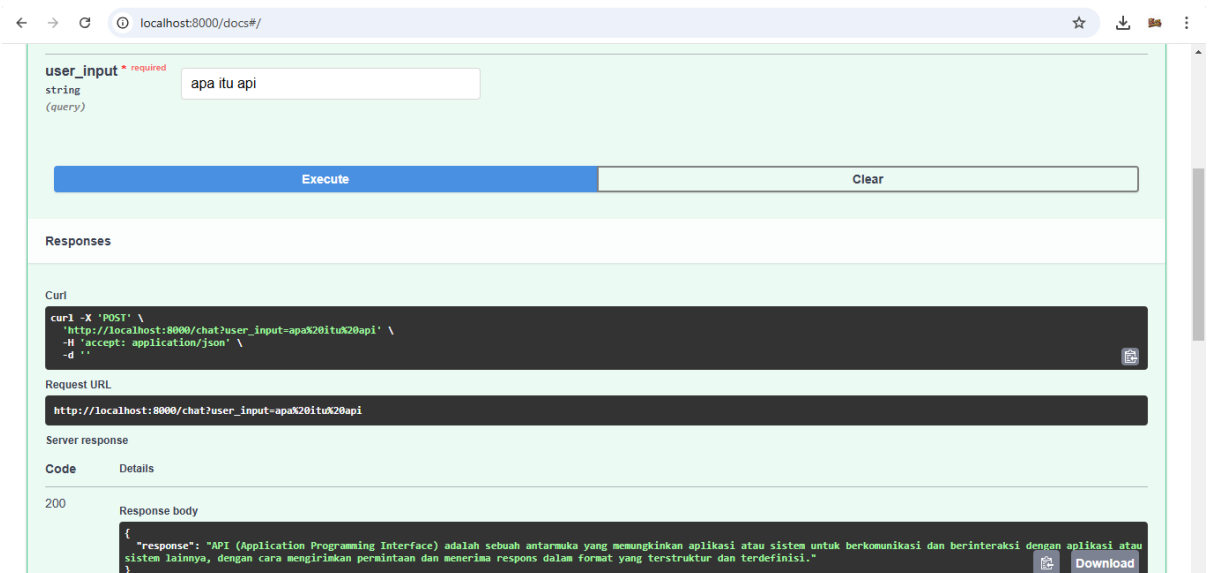 localhost:8000/docs#/
user_input * required
string
(query)
apa itu api
Execute
Clear
Responses
Curl
curl -X 'POST' \
'http://localhost:8000/chat?user_input=apa%20itu%20api' \
-H 'accept: application/json' \
-d ''
Request URL
http://localhost:8000/chat?user_input=apa%20itu%20api
Server response
Code Details
200
Response body
{
"response": "API (Application Programming Interface) adalah sebuah antarmuka yang memungkinkan aplikasi atau sistem untuk berkomunikasi dan berinteraksi dengan aplikasi atau
sistem lainnya, dengan cara mengirimkan permintaan dan menerima respons dalam format yang terstruktur dan terdefinisi."
}
Download